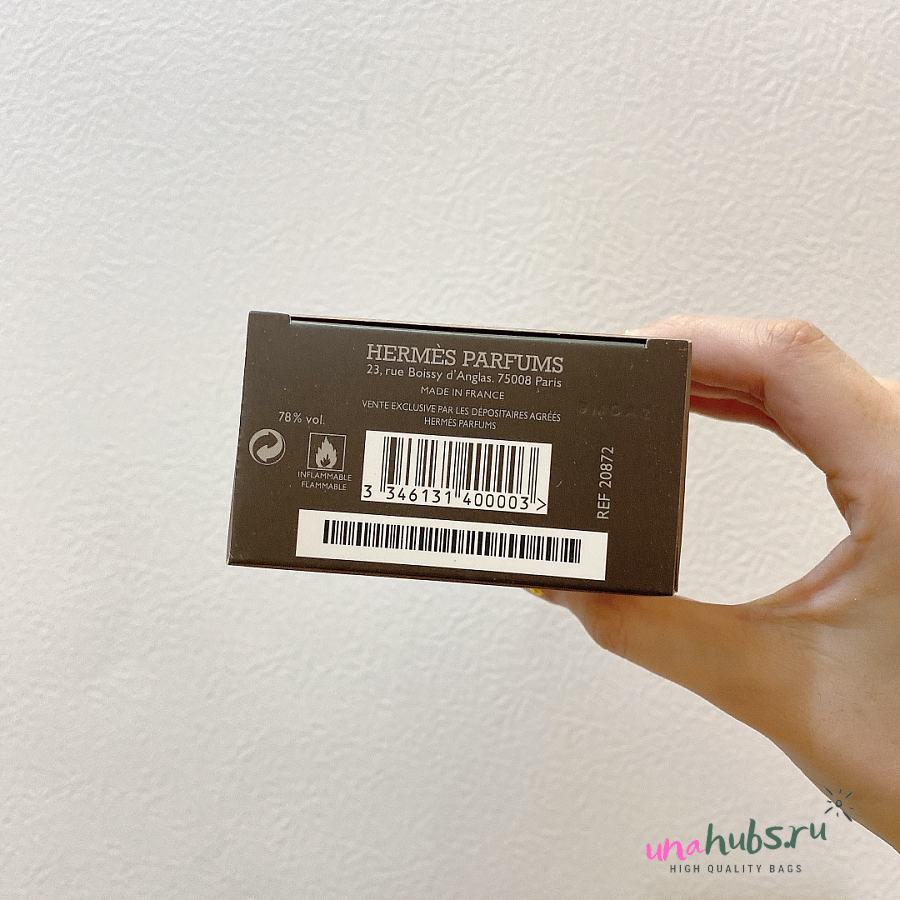 HERMÈS PARFUMS
23, rue Boissy d'Anglas. 75008 Paris
MADE IN FRANCE
VENTE EXCLUSIVE PAR LES DÉPOSITAIRES AGRÉÉS
HERMÈS PARFUMS
78% vol.
INFLAMMABLE
FLAMMABLE
3 346131 400003 >
REF 20872
unahubs.ru
HIGH QUALITY BAGS